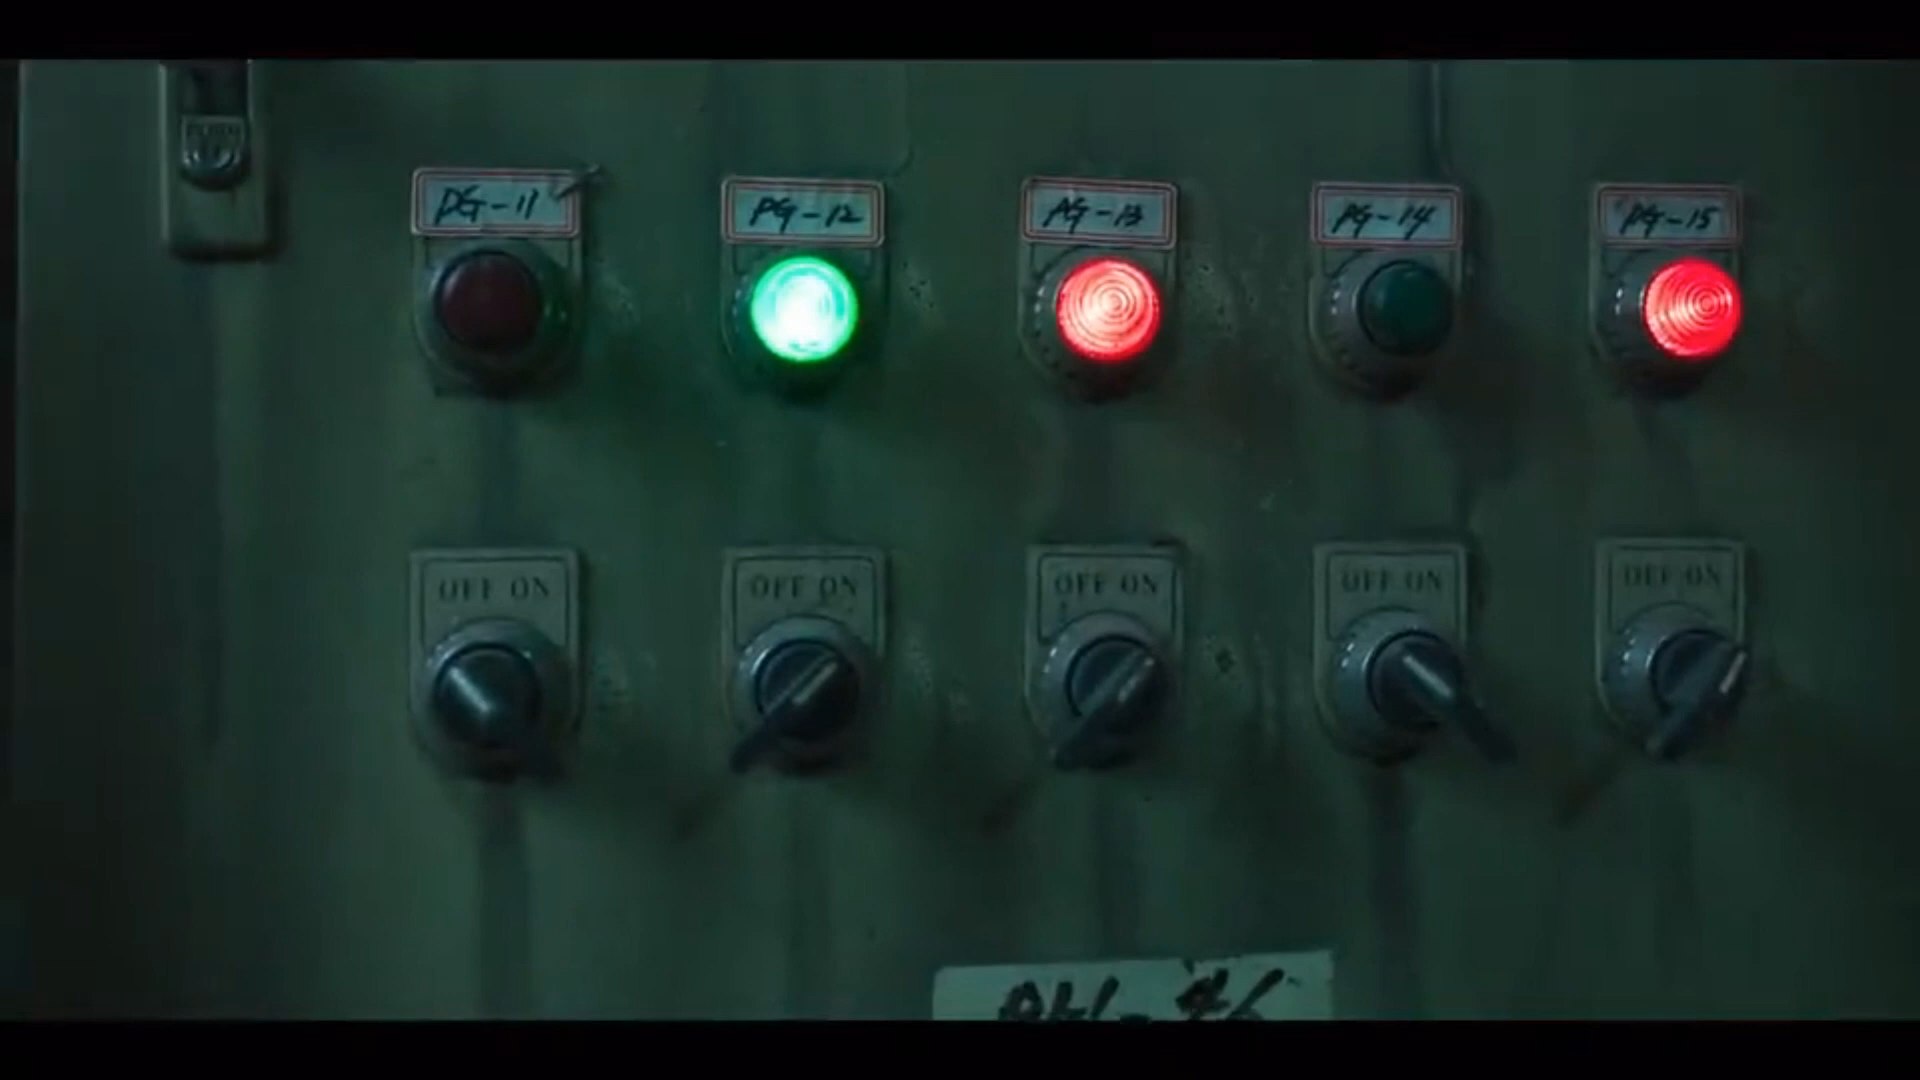 PG-11
PG-12
PG-13
PG-14
PG-15
OFF ON
OFF ON
OFF ON
OFF ON
OFF ON